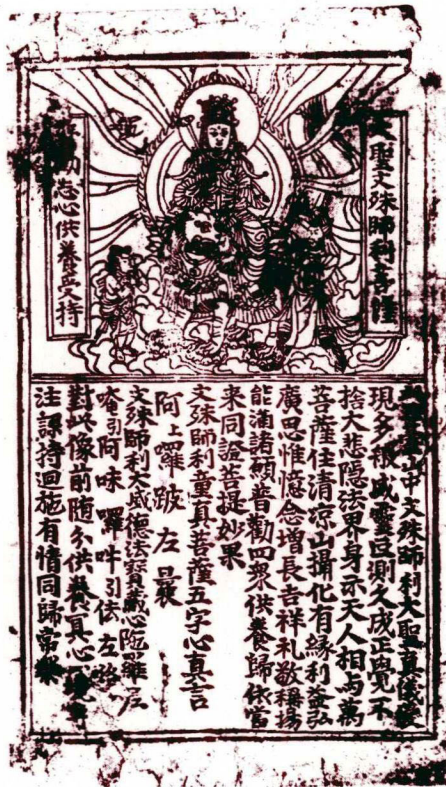 大聖文殊師利菩薩
普勸志心供養受持
此五臺山中文殊師利大聖真儀變
現多般威靈叵測久成正覺不
捨大悲隱法界身示天人相與萬
菩薩住清涼山攝化有緣利益弘
廣思惟憶念增長吉祥礼敬稱揚
能滿諸願普勸四衆供養歸依當
來同證菩提妙果
文殊師利童真菩薩五字心真言
阿上囉跛左曩
文殊師利大威德法寶藏心陁羅尼
唵引阿味囉吽引佉左
對此像前随分供養真心
注課持迴施有情同歸常樂